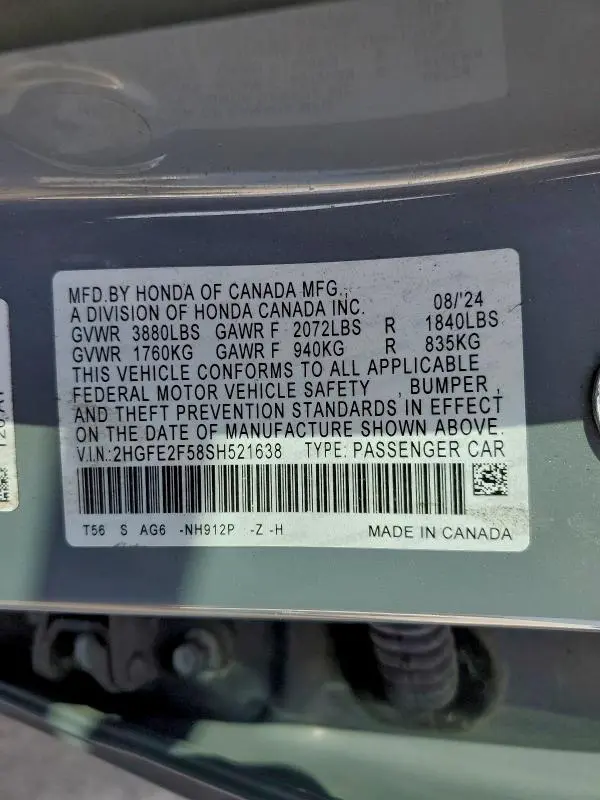 MFD.BY HONDA OF CANADA MFG.,
A DIVISION OF HONDA CANADA INC. 08/'24
GVWR 3880LBS GAWR F 2072LBS R 1840LBS
GVWR 1760KG GAWR F 940KG R 835KG
THIS VEHICLE CONFORMS TO ALL APPLICABLE
FEDERAL MOTOR VEHICLE SAFETY , BUMPER ,
AND THEFT PREVENTION STANDARDS IN EFFECT
ON THE DATE OF MANUFACTURE SHOWN ABOVE.
V.I.N.:2HGFE2F58SH521638 TYPE: PASSENGER CAR
T56 S AG6 -NH912P -Z -H MADE IN CANADA